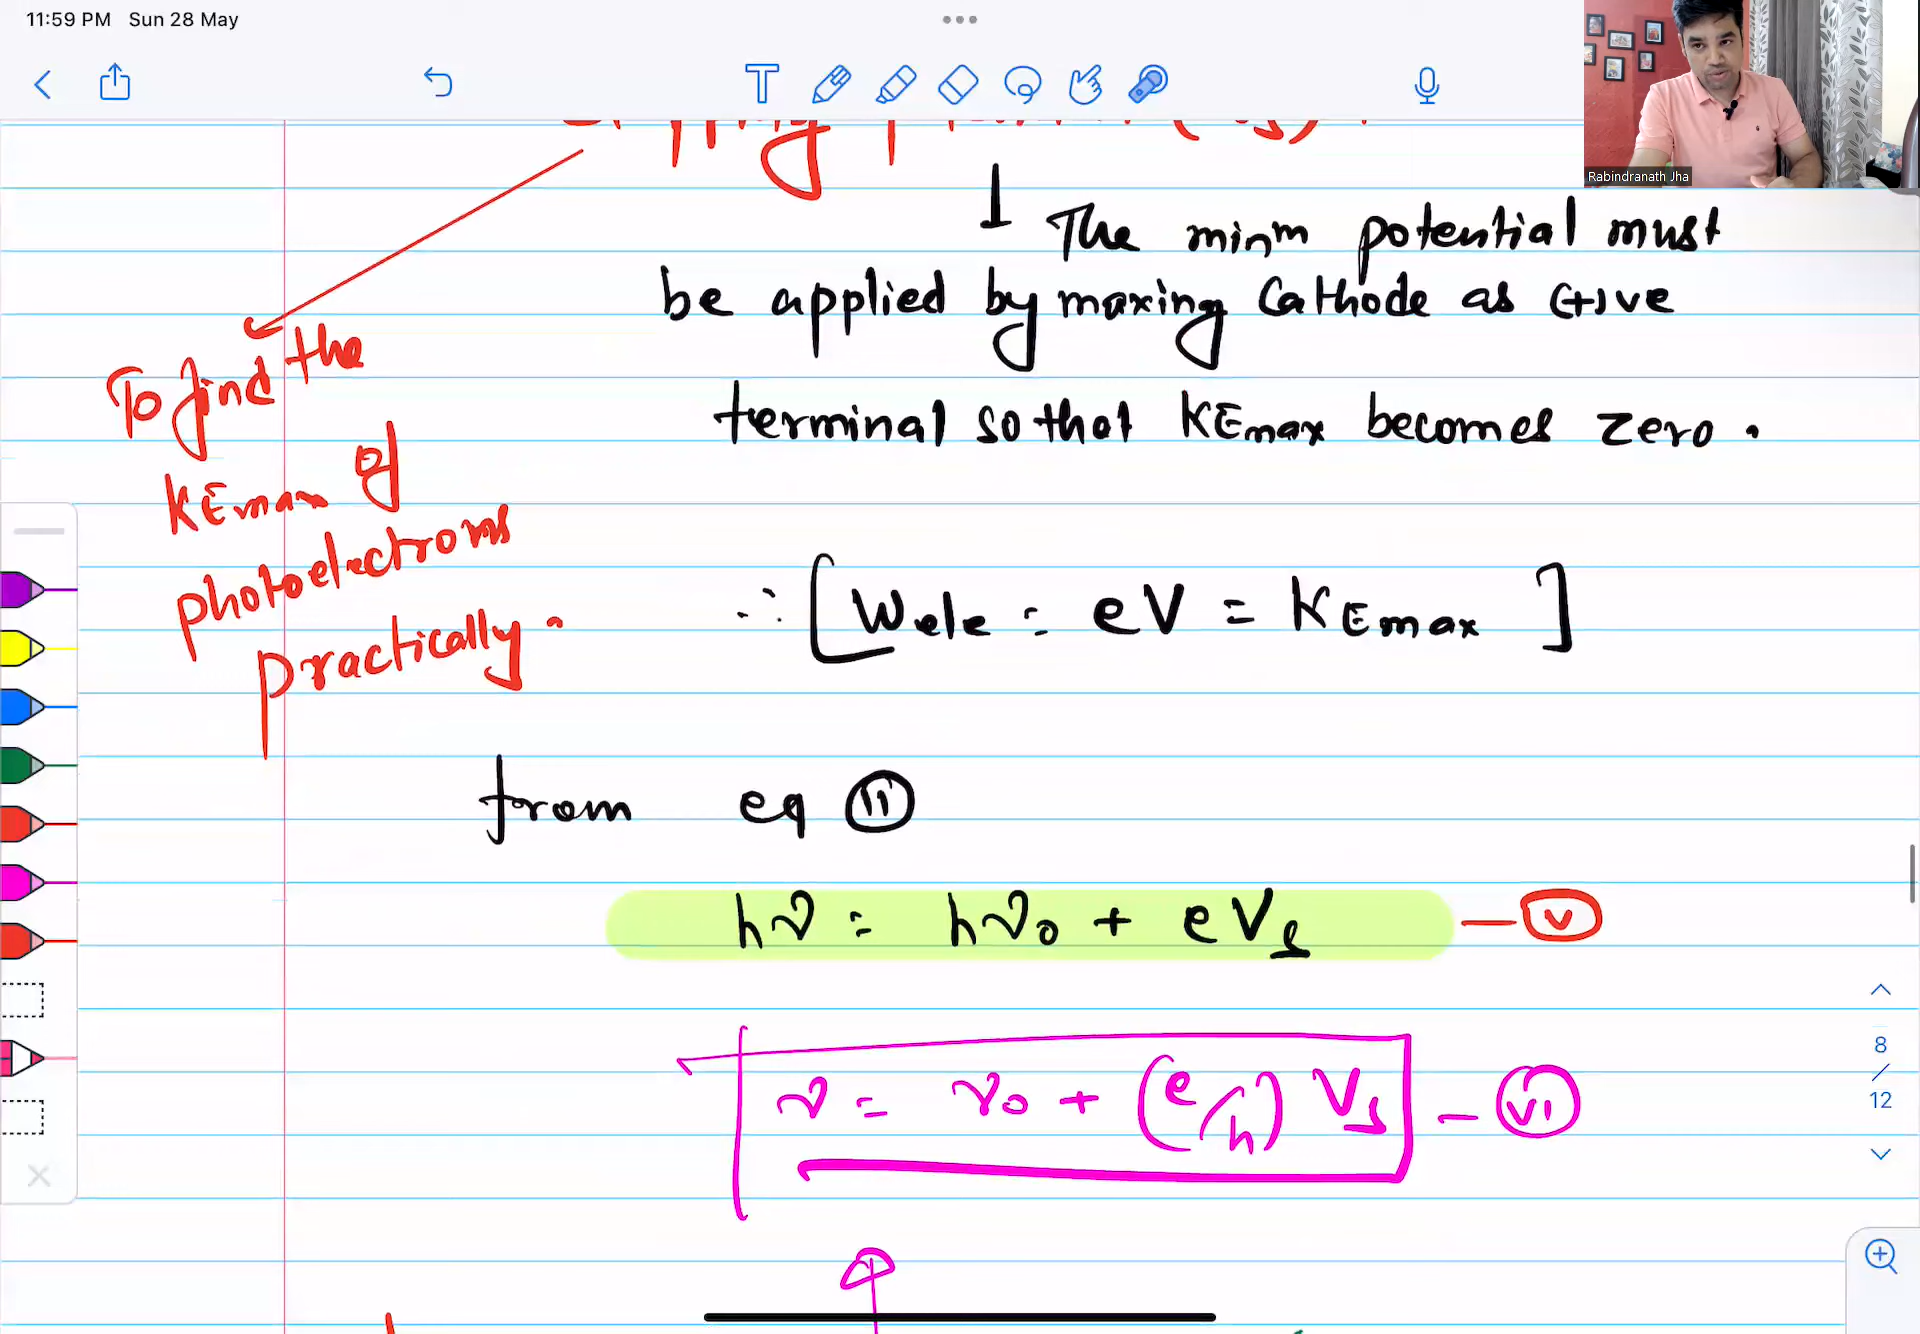 11:59 PM Sun 28 May
Rabindranath Jha
The minm potential must
be applied by maxing Cathode as (+)ve
terminal so that KEmax becomes zero.
To find the
KEmax of
photoelectrons
practically.
∴ [Wele = eV = KEmax]
from eq (ii)
hν = hν₀ + eVs — (v)
ν = ν₀ + (e/h) Vs — (vi)
8
/
12